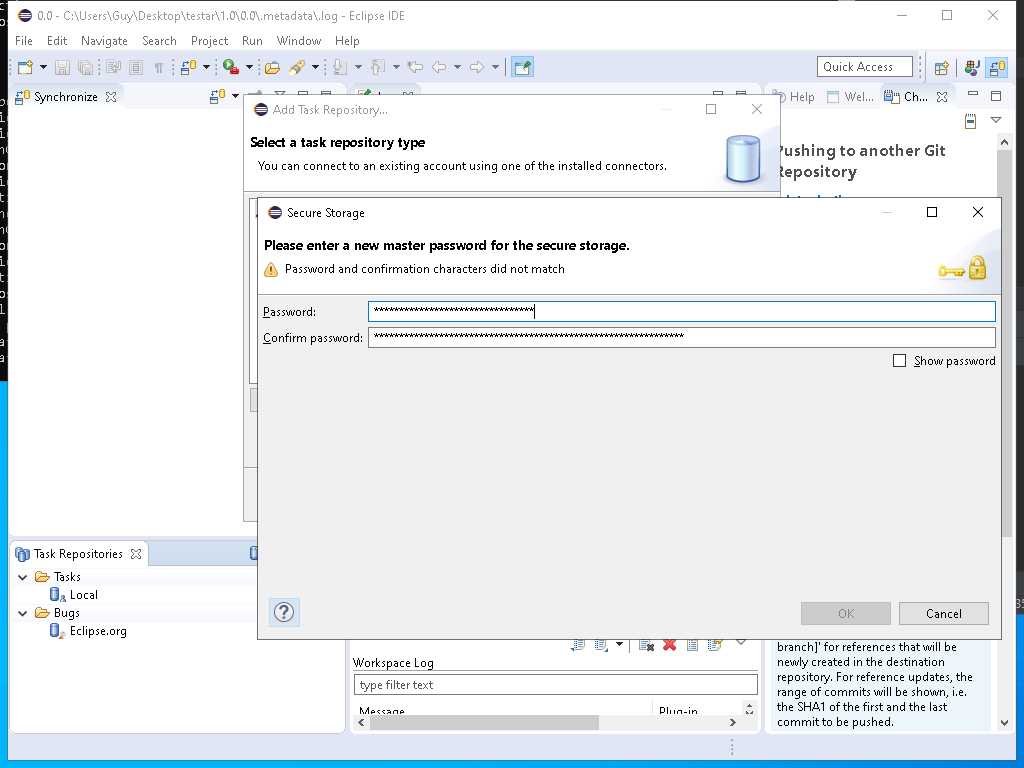 0.0 - C:\Users\Guy\Desktop\testar\1.0\0.0\.metadata\.log - Eclipse IDE
File Edit Navigate Search Project Run Window Help
Quick Access
Synchronize
Help
Wel...
Ch...
Add Task Repository...
Select a task repository type
You can connect to an existing account using one of the installed connectors.
Pushing to another Git
Repository
Secure Storage
Please enter a new master password for the secure storage.
Password and confirmation characters did not match
Password:
Confirm password:
Show password
OK
Cancel
Task Repositories
Tasks
Local
Bugs
Eclipse.org
Workspace Log
type filter text
Message
Plug-in
branch]' for references that will be
newly created in the destination
repository. For reference updates, the
range of commits will be shown, i.e.
the SHA1 of the first and the last
commit to be pushed.